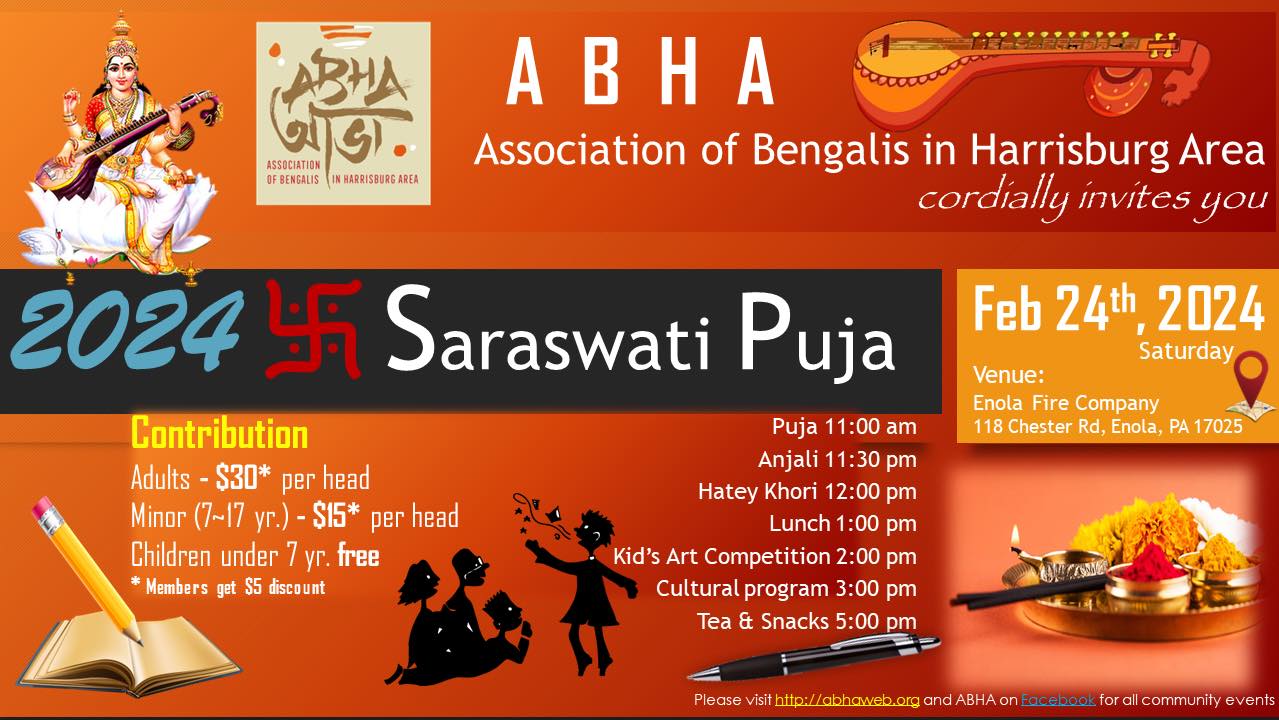 ABHA
আভা
ASSOCIATION
OF BENGALIS IN HARRISBURG AREA
A B H A
Association of Bengalis in Harrisburg Area
cordially invites you
2024 卐 Saraswati Puja
Feb 24th, 2024
Saturday
Venue:
Enola Fire Company
118 Chester Rd, Enola, PA 17025
Contribution
Adults - $30* per head
Minor (7~17 yr.) - $15* per head
Children under 7 yr. free
* Members get $5 discount
Puja 11:00 am
Anjali 11:30 pm
Hatey Khori 12:00 pm
Lunch 1:00 pm
Kid's Art Competition 2:00 pm
Cultural program 3:00 pm
Tea & Snacks 5:00 pm
Please visit http://abhaweb.org and ABHA on Facebook for all community events